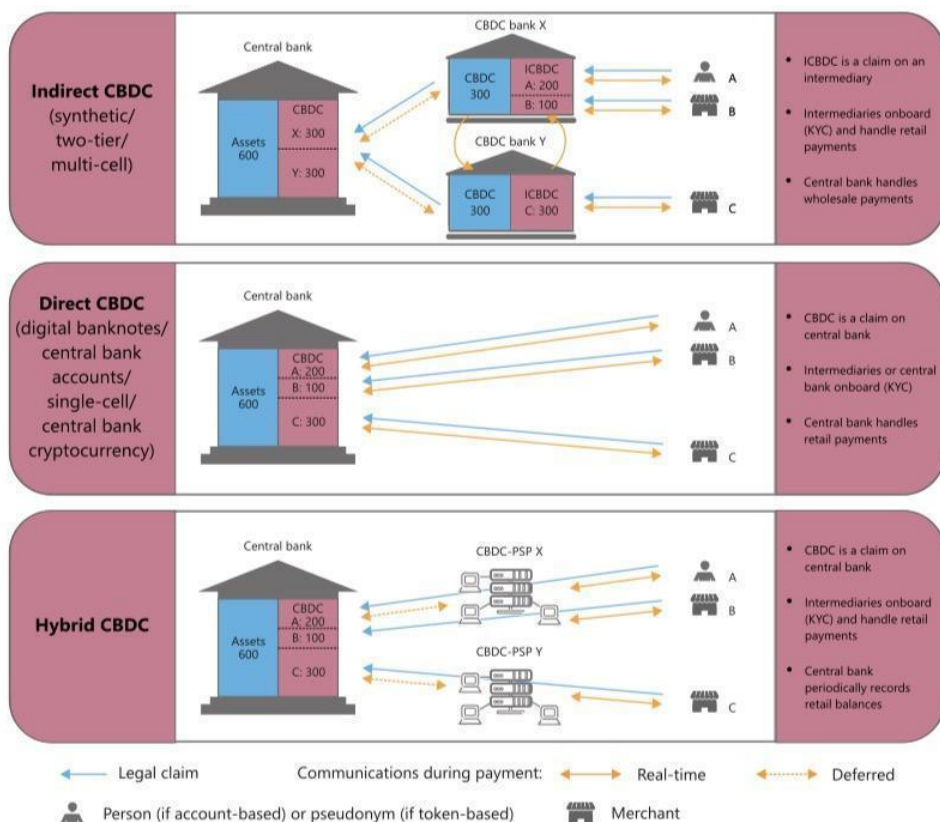 Indirect CBDC
(synthetic/
two-tier/
multi-cell)
Central bank
Assets
600
CBDC
X: 300
Y: 300
CBDC bank X
CBDC
300
ICBDC
A: 200
B: 100
CBDC bank Y
CBDC
300
ICBDC
C: 300
A
B
C
• ICBDC is a claim on an
intermediary
• Intermediaries onboard
(KYC) and handle retail
payments
• Central bank handles
wholesale payments
Direct CBDC
(digital banknotes/
central bank
accounts/
single-cell/
central bank
cryptocurrency)
Central bank
Assets
600
CBDC
A: 200
B: 100
C: 300
A
B
C
• CBDC is a claim on
central bank
• Intermediaries or central
bank onboard (KYC)
• Central bank handles
retail payments
Hybrid CBDC
Central bank
Assets
600
CBDC
A: 200
B: 100
C: 300
CBDC-PSP X
CBDC-PSP Y
A
B
C
• CBDC is a claim on
central bank
• Intermediaries onboard
(KYC) and handle retail
payments
• Central bank
periodically records
retail balances
Legal claim
Communications during payment:
Real-time
Deferred
Person (if account-based) or pseudonym (if token-based)
Merchant